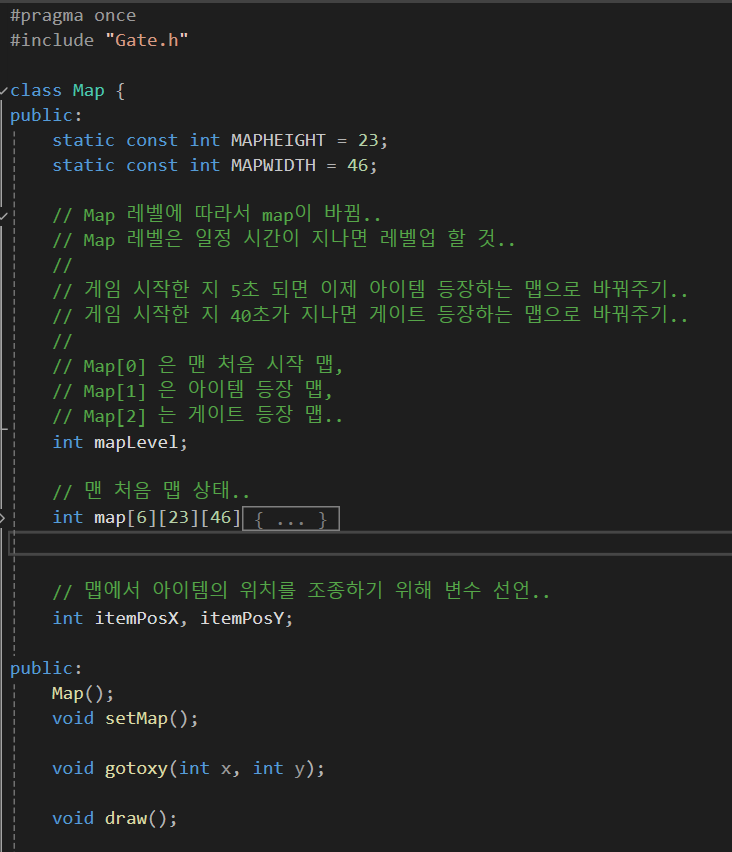 #pragma once
#include "Gate.h"
class Map {
public:
static const int MAPHEIGHT = 23;
static const int MAPWIDTH = 46;
// Map 레벨에 따라서 map이 바뀜..
// Map 레벨은 일정 시간이 지나면 레벨업 할 것..
//
// 게임 시작한 지 5초 되면 이제 아이템 등장하는 맵으로 바꿔주기..
// 게임 시작한 지 40초가 지나면 게이트 등장하는 맵으로 바꿔주기..
//
// Map[0] 은 맨 처음 시작 맵,
// Map[1] 은 아이템 등장 맵,
// Map[2] 는 게이트 등장 맵..
int mapLevel;
// 맨 처음 맵 상태..
int map[6][23][46]{ ... }
// 맵에서 아이템의 위치를 조종하기 위해 변수 선언..
int itemPosX, itemPosY;
public:
Map();
void setMap();
void gotoxy(int x, int y);
void draw();